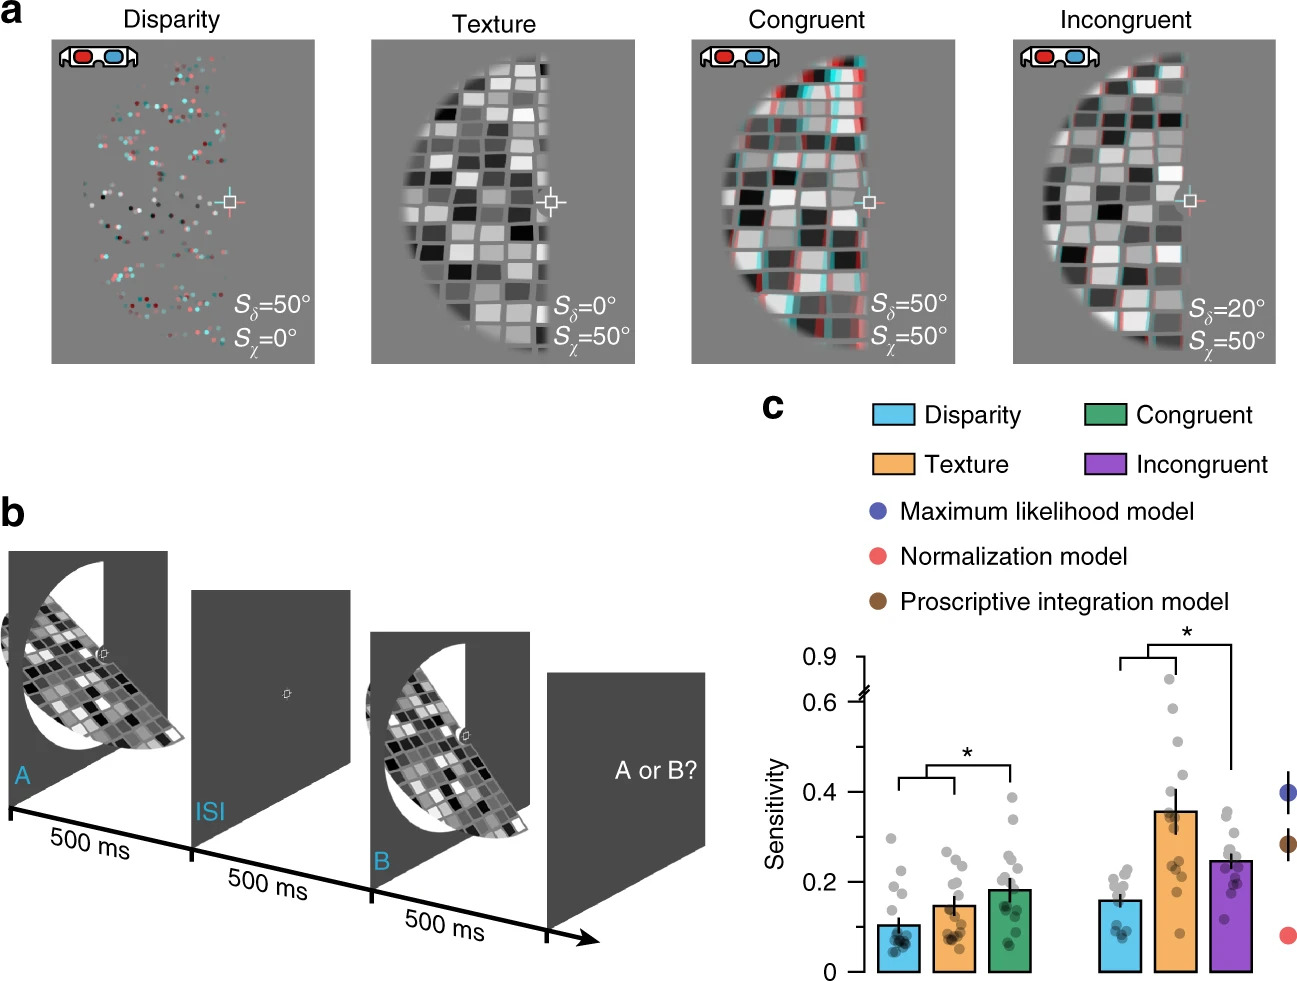 a
Disparity
Texture
Congruent
Incongruent
Sδ=50°
Sχ=0°
Sδ=0°
Sχ=50°
Sδ=50°
Sχ=50°
Sδ=20°
Sχ=50°
b
A
ISI
B
A or B?
500 ms
500 ms
500 ms
c
Disparity
Congruent
Texture
Incongruent
Maximum likelihood model
Normalization model
Proscriptive integration model
Sensitivity
0.9
0.6
0.4
0.2
0
*
*